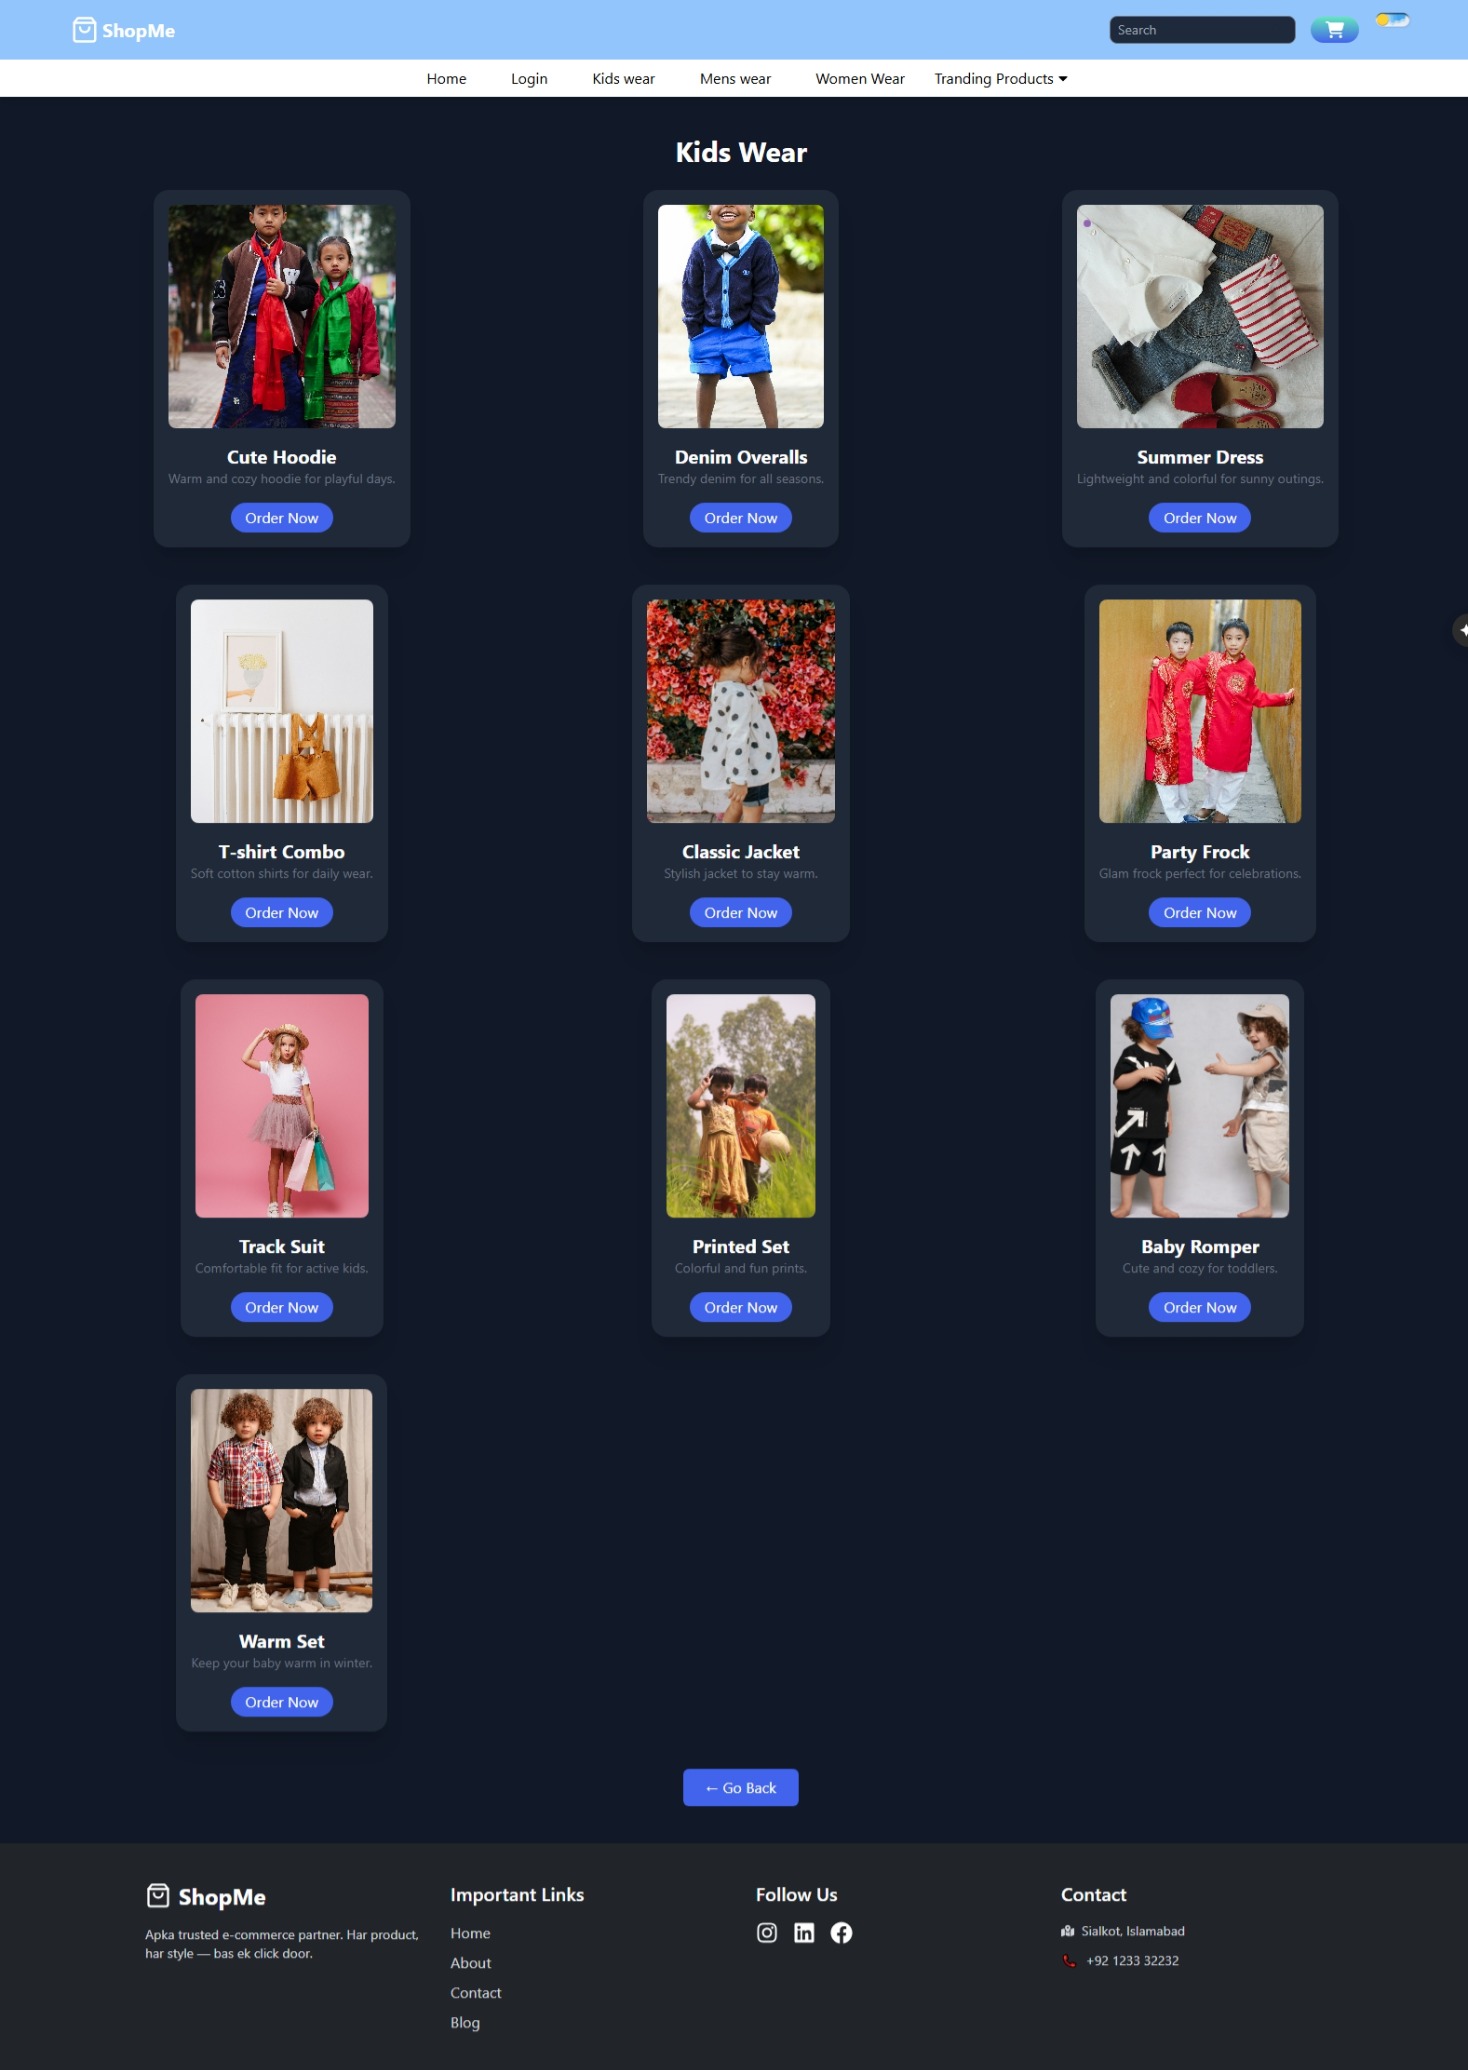 ShopMe
Search
Home Login Kids wear Mens wear Women Wear Tranding Products
Kids Wear
W
Cute Hoodie
Warm and cozy hoodie for playful days.
Order Now
Denim Overalls
Trendy denim for all seasons.
Order Now
Summer Dress
Lightweight and colorful for sunny outings.
Order Now
T-shirt Combo
Soft cotton shirts for daily wear.
Order Now
Classic Jacket
Stylish jacket to stay warm.
Order Now
Party Frock
Glam frock perfect for celebrations.
Order Now
Track Suit
Comfortable fit for active kids.
Order Now
Printed Set
Colorful and fun prints.
Order Now
Baby Romper
Cute and cozy for toddlers.
Order Now
Warm Set
Keep your baby warm in winter.
Order Now
← Go Back
ShopMe
Apka trusted e-commerce partner. Har product,
har style — bas ek click door.
Important Links
Home
About
Contact
Blog
Follow Us
Contact
Sialkot, Islamabad
+92 1233 32232